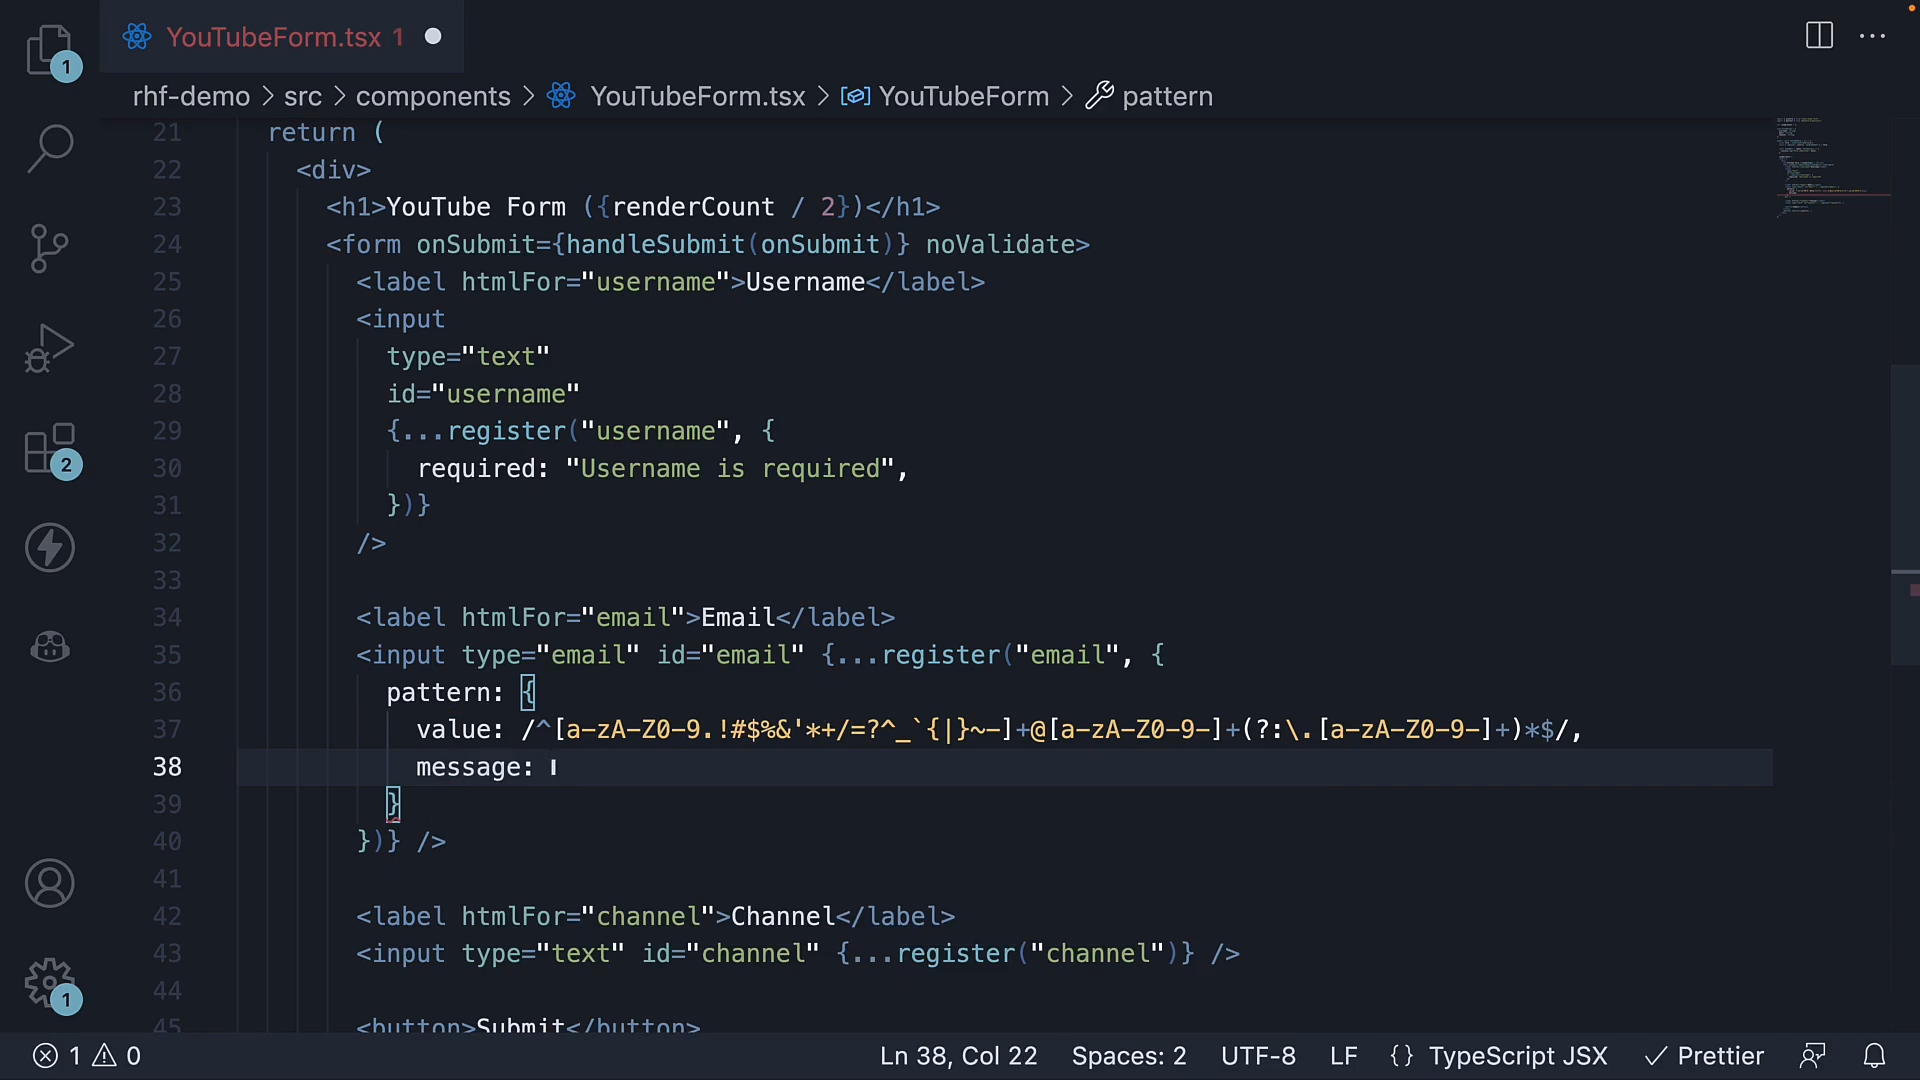 1
YouTubeForm.tsx 1
rhf-demo > src > components > YouTubeForm.tsx > YouTubeForm > pattern
21 return (
22 <div>
23 <h1>YouTube Form ({renderCount / 2})</h1>
24 <form onSubmit={handleSubmit(onSubmit)} noValidate>
25 <label htmlFor="username">Username</label>
26 <input
27 type="text"
28 id="username"
29 {...register("username", {
30 required: "Username is required",
31 })}
32 />
33
34 <label htmlFor="email">Email</label>
35 <input type="email" id="email" {...register("email", {
36 pattern: {
37 value: /^[a-zA-Z0-9.!#$%&'*+/=?^_`{|}~-]+@[a-zA-Z0-9-]+(?:\.[a-zA-Z0-9-]+)*$/,
38 message:
39 }
40 })} />
41
42 <label htmlFor="channel">Channel</label>
43 <input type="text" id="channel" {...register("channel")} />
44
45 <button>Submit</button>
2
1
1 0 Ln 38, Col 22 Spaces: 2 UTF-8 LF {} TypeScript JSX Prettier